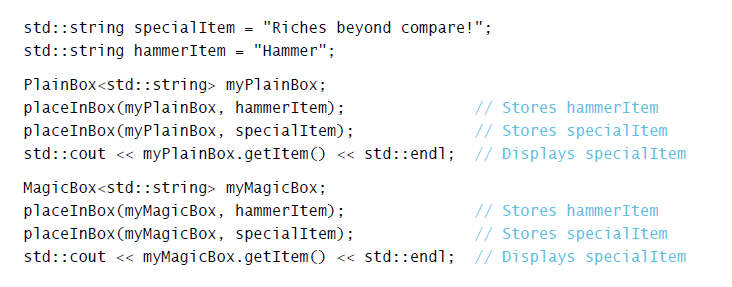 std::string specialItem = "Riches beyond compare!";
std::string hammerItem = "Hammer";
PlainBox<std::string> myPlainBox;
placeInBox(myPlainBox, hammerItem); // Stores hammerItem
placeInBox(myPlainBox, specialItem); // Stores specialItem
std::cout << myPlainBox.getItem() << std::endl; // Displays specialItem
MagicBox<std::string> myMagicBox;
placeInBox(myMagicBox, hammerItem); // Stores hammerItem
placeInBox(myMagicBox, specialItem); // Stores specialItem
std::cout << myMagicBox.getItem() << std::endl; // Displays specialItem